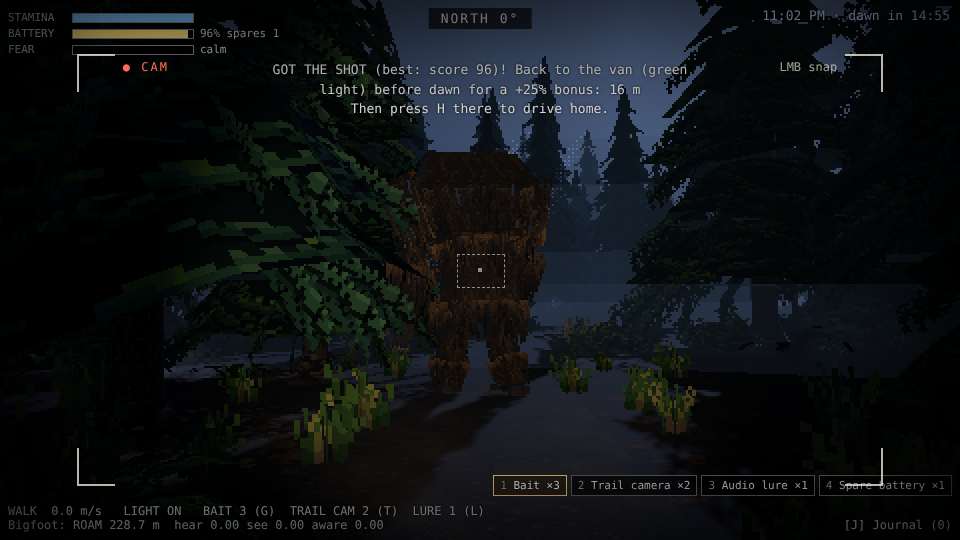 STAMINA
BATTERY 96% spares 1
FEAR calm
NORTH 0°
11:02 PM · dawn in 14:55
● CAM
LMB snap
GOT THE SHOT (best: score 96)! Back to the van (green
light) before dawn for a +25% bonus: 16 m
Then press H there to drive home.
1 Bait ×3 2 Trail camera ×2 3 Audio lure ×1 4 Spare battery ×1
WALK 0.0 m/s LIGHT ON BAIT 3 (G) TRAIL CAM 2 (T) LURE 1 (L)
Bigfoot: ROAM 228.7 m hear 0.00 see 0.00 aware 0.00
[J] Journal (0)